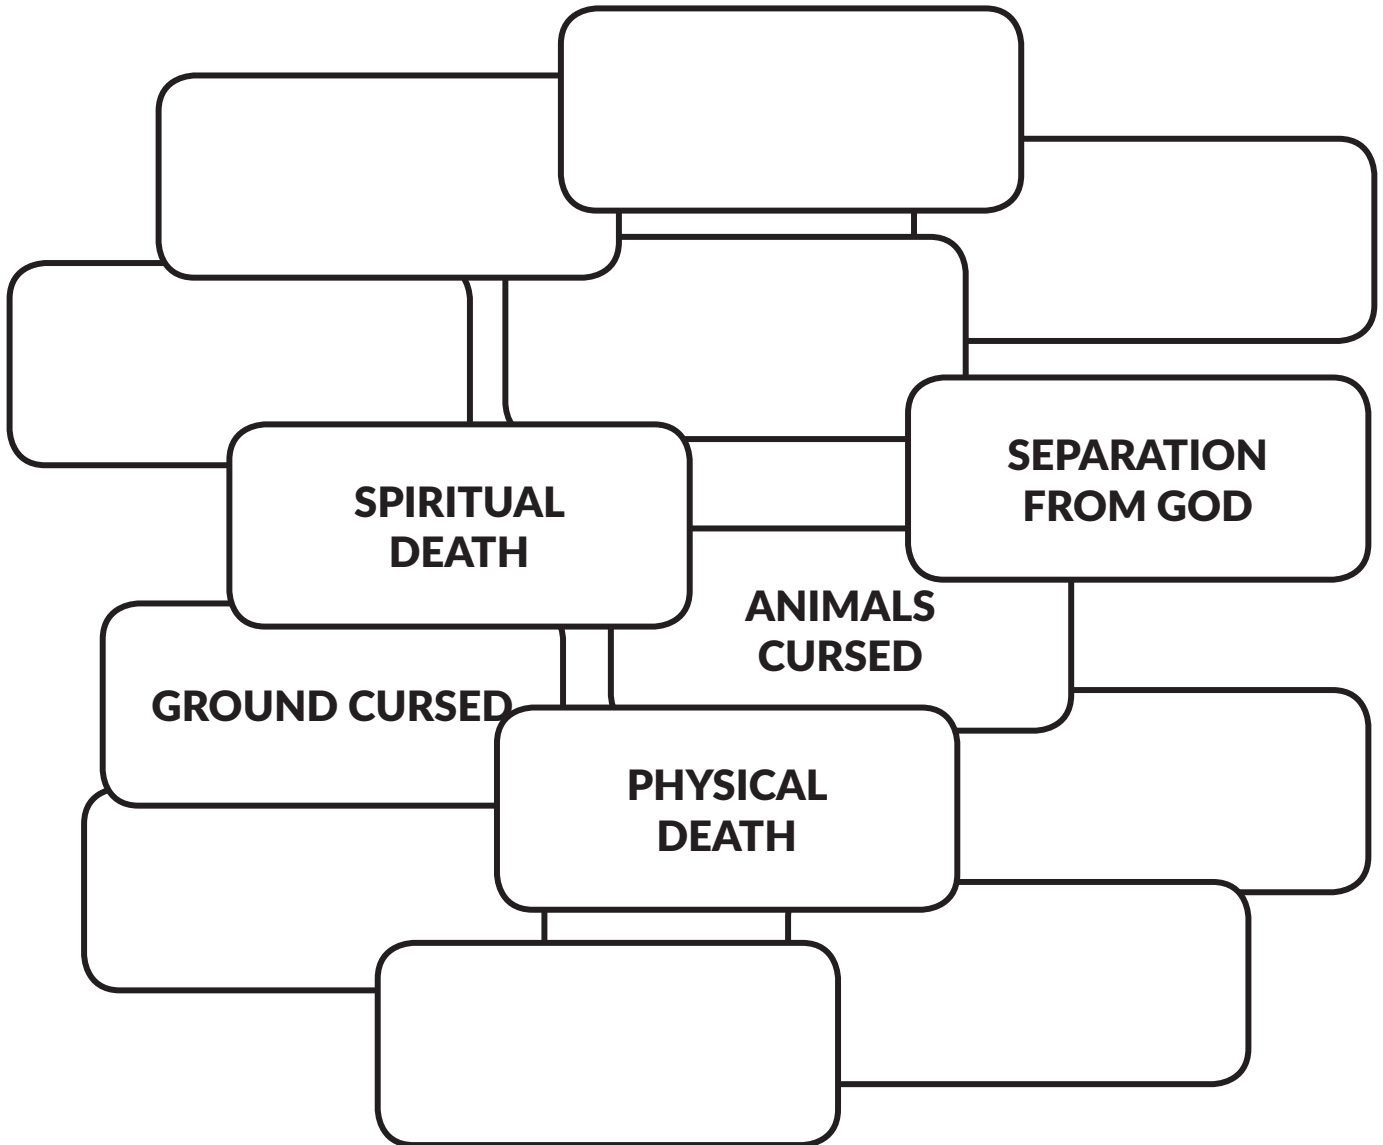 SEPARATION
FROM GOD
SPIRITUAL
DEATH
ANIMALS
CURSED
GROUND CURSED
PHYSICAL
DEATH